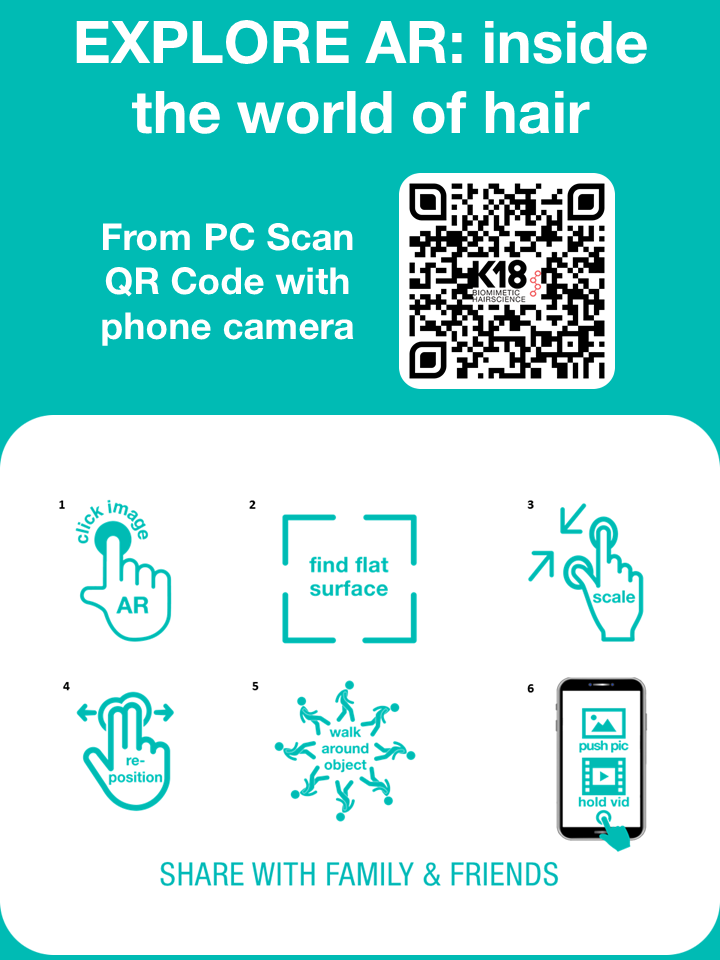 EXPLORE AR: inside
the world of hair
From PC Scan
QR Code with
phone camera
K18
BIOMIMETIC
HAIRSCIENCE
1
click image
AR
2
find flat
surface
3
scale
4
re-
position
5
walk
around
object
6
push pic
hold vid
SHARE WITH FAMILY & FRIENDS